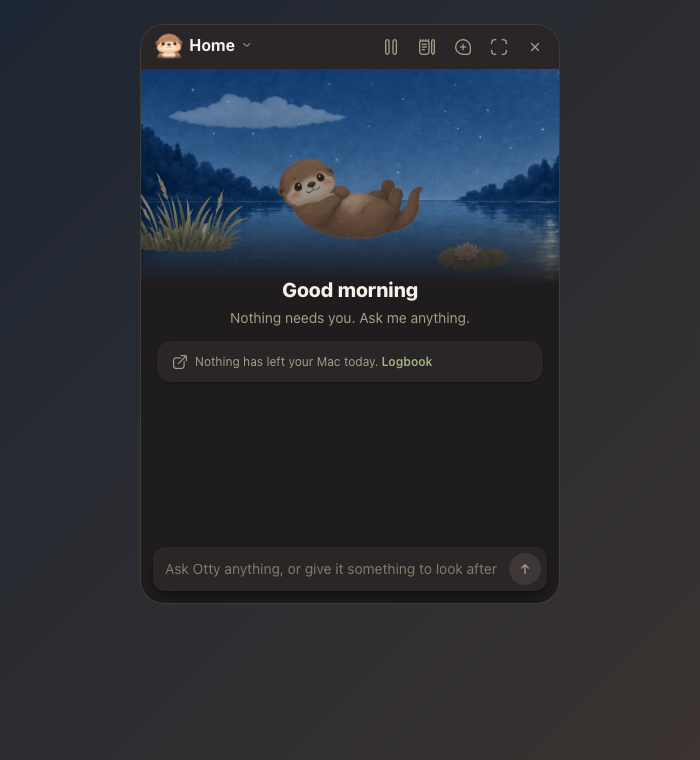 Home
Good morning
Nothing needs you. Ask me anything.
Nothing has left your Mac today. Logbook
Ask Otty anything, or give it something to look after